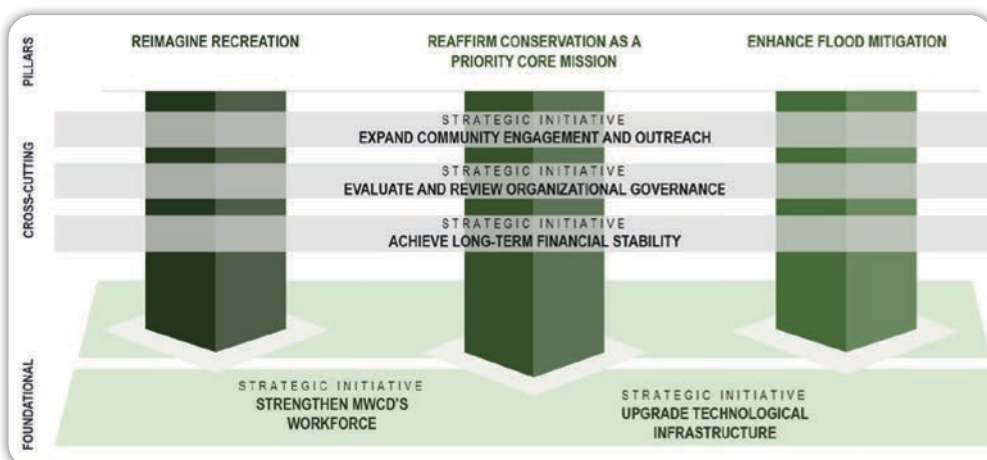 PILLARS
REIMAGINE RECREATION
REAFFIRM CONSERVATION AS A
PRIORITY CORE MISSION
ENHANCE FLOOD MITIGATION
CROSS-CUTTING
STRATEGIC INITIATIVE
EXPAND COMMUNITY ENGAGEMENT AND OUTREACH
STRATEGIC INITIATIVE
EVALUATE AND REVIEW ORGANIZATIONAL GOVERNANCE
STRATEGIC INITIATIVE
ACHIEVE LONG-TERM FINANCIAL STABILITY
FOUNDATIONAL
STRATEGIC INITIATIVE
STRENGTHEN MWCD'S
WORKFORCE
STRATEGIC INITIATIVE
UPGRADE TECHNOLOGICAL
INFRASTRUCTURE